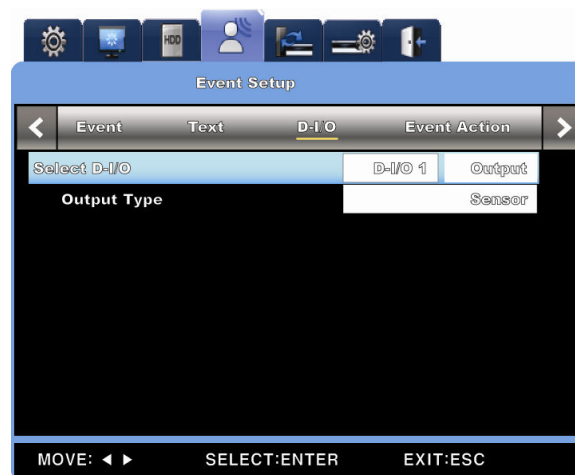 HDD
Event Setup
Event Text D-I/O Event Action
Select D-I/O D-I/O 1 Output
Output Type Sensor
MOVE: ◀ ▶ SELECT:ENTER EXIT:ESC